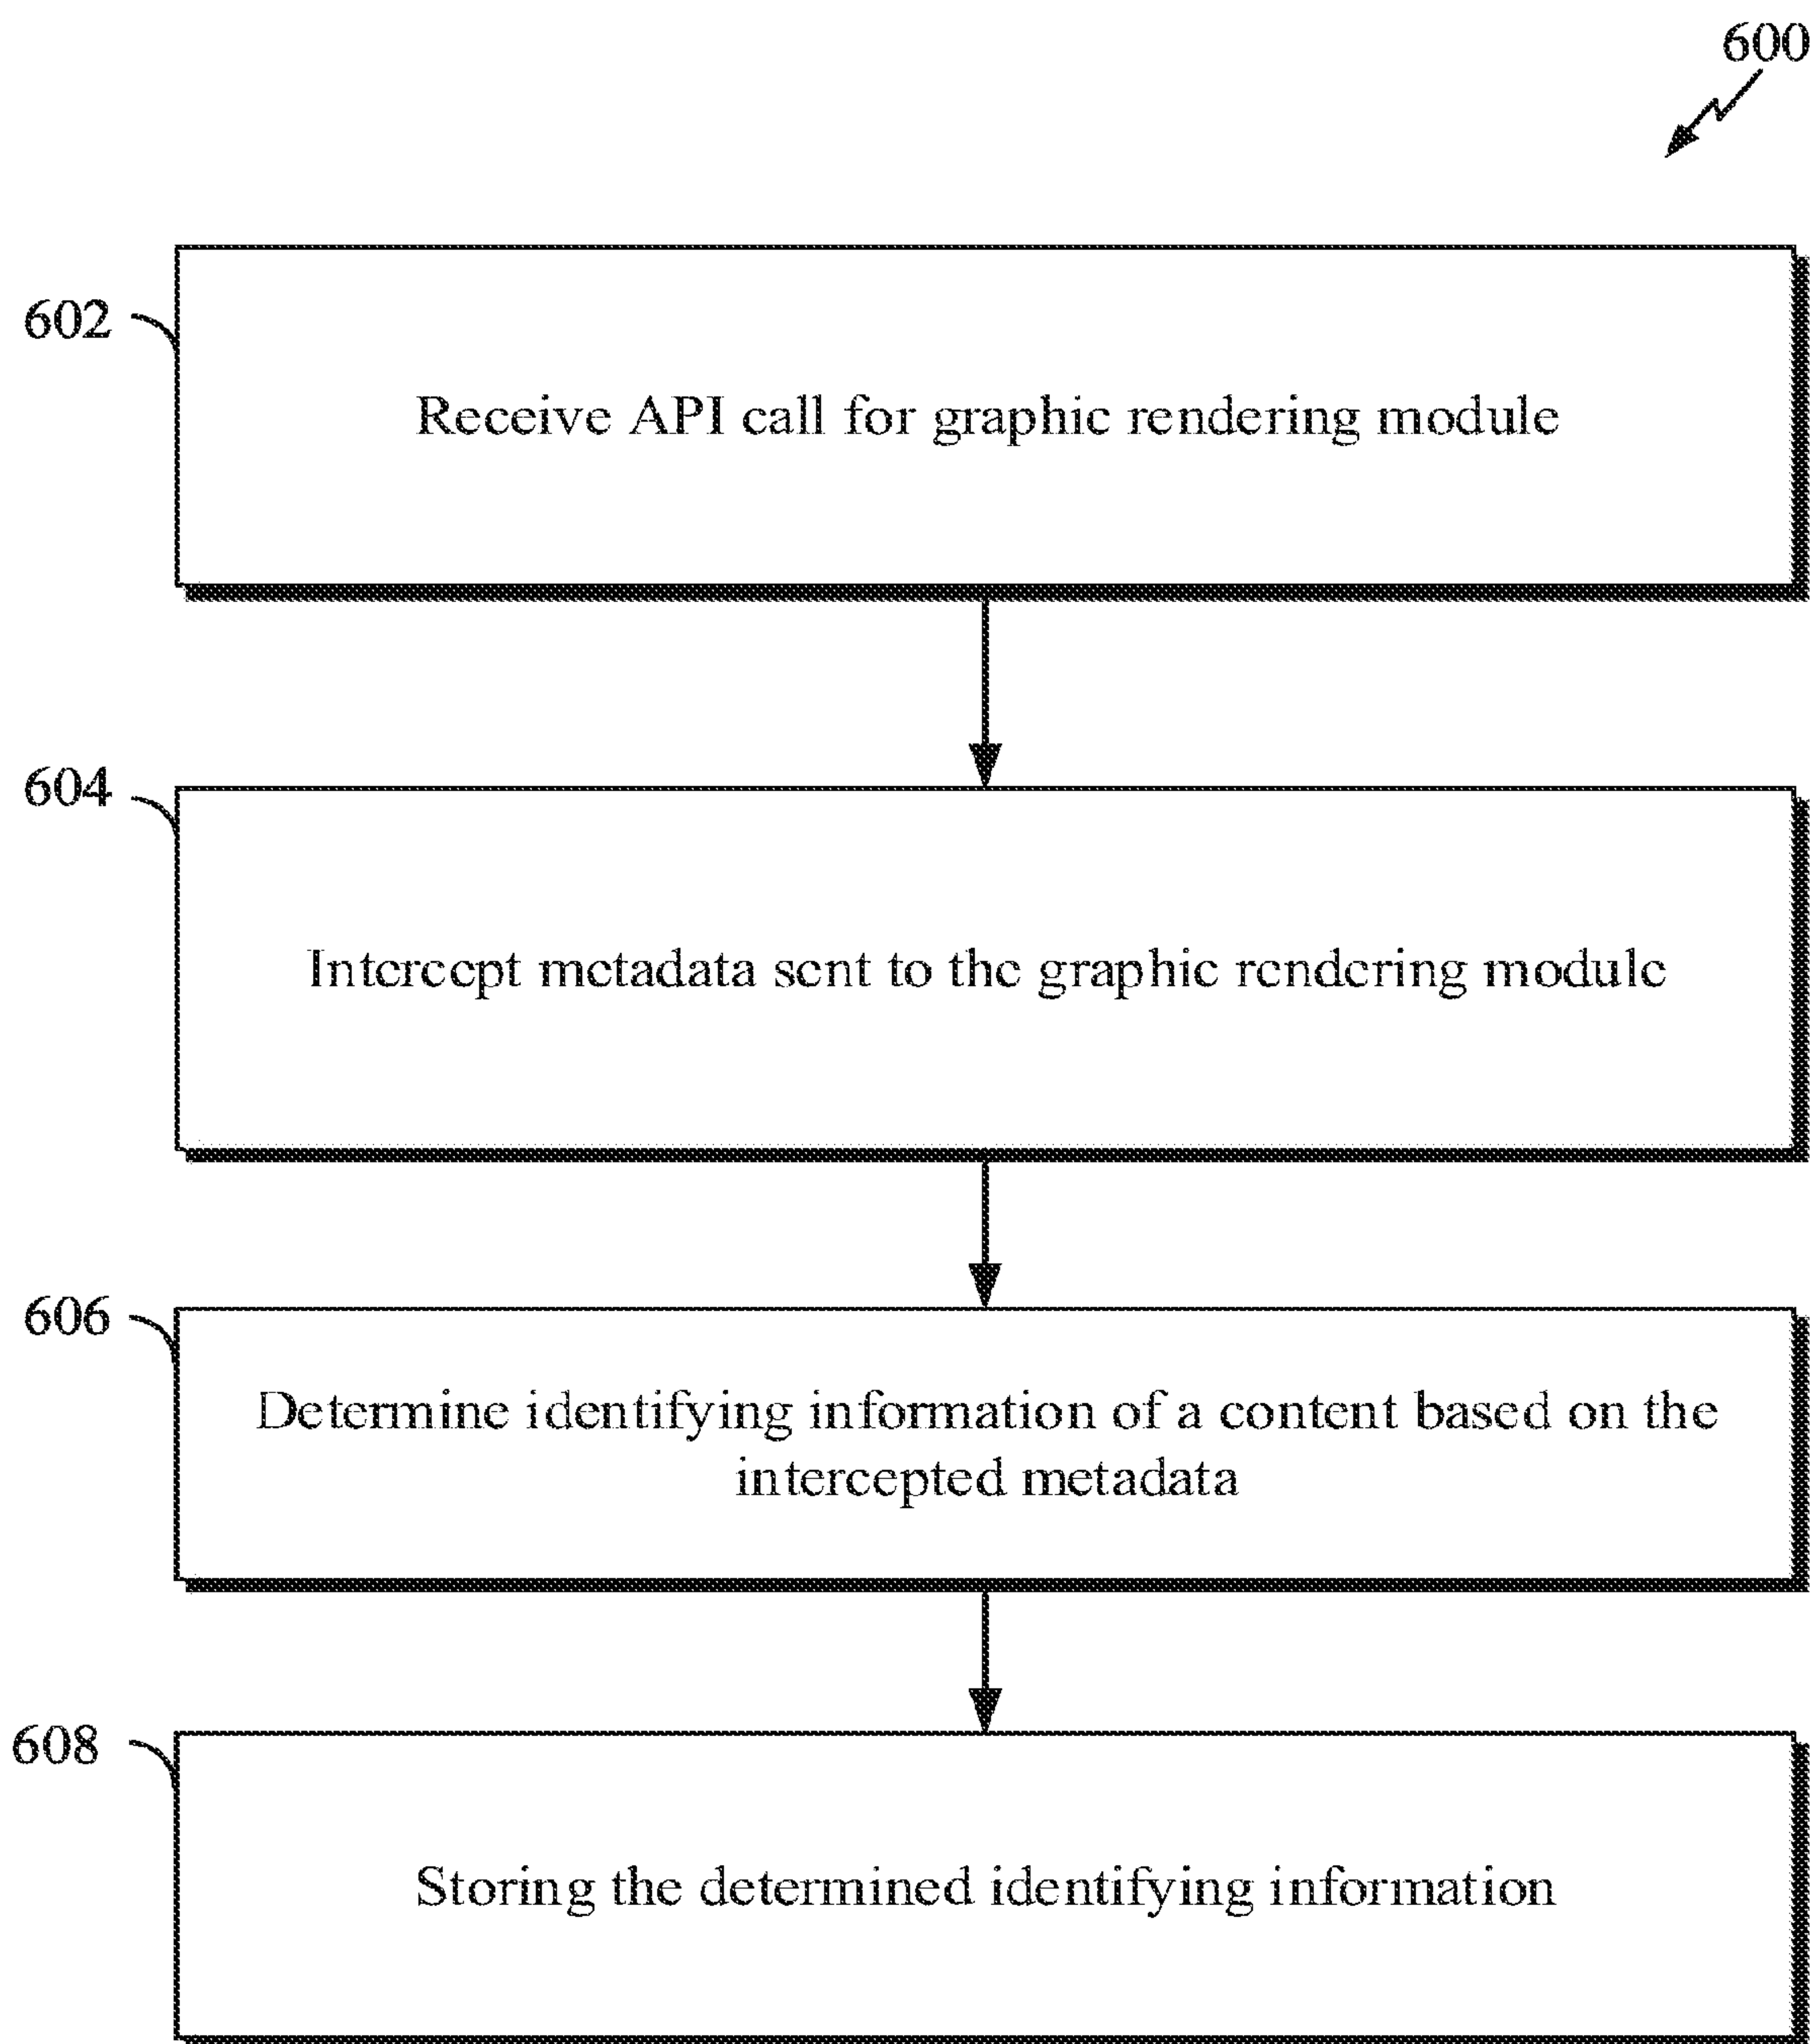 600
602
Receive API call for graphic rendering module
604
Intercept metadata sent to the graphic rendering module
606
Determine identifying information of a content based on the
intercepted metadata
608
Storing the determined identifying information